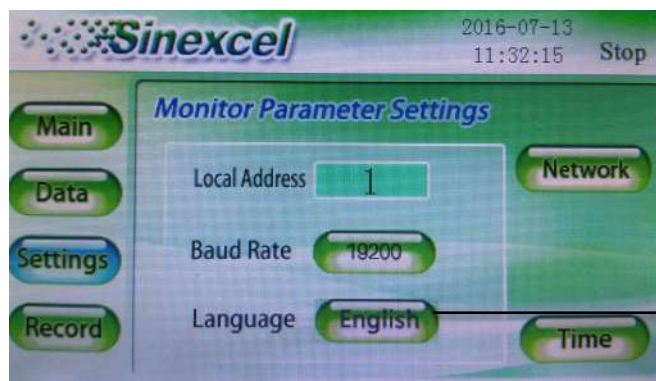 Sinexcel
2016-07-13
11:32:15 Stop
Monitor Parameter Settings
Main
Data
Settings
Record
Local Address 1
Baud Rate 19200
Language English
Network
Time